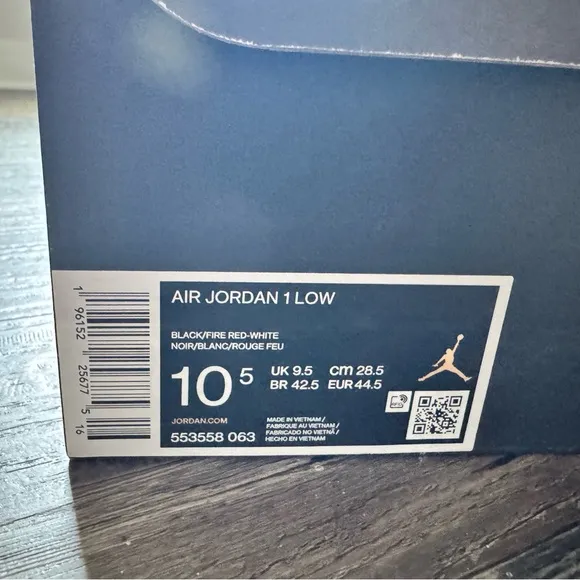 AIR JORDAN 1 LOW
BLACK/FIRE RED-WHITE
NOIR/BLANC/ROUGE FEU
10 5
UK 9.5 CM 28.5
BR 42.5 EUR 44.5
JORDAN.COM
553558 063
MADE IN VIETNAM /
FABRIQUE AU VIETNAM /
FABRICADO NO VIETNÃ /
HECHO EN VIETNAM
1 96152 25677 5 16